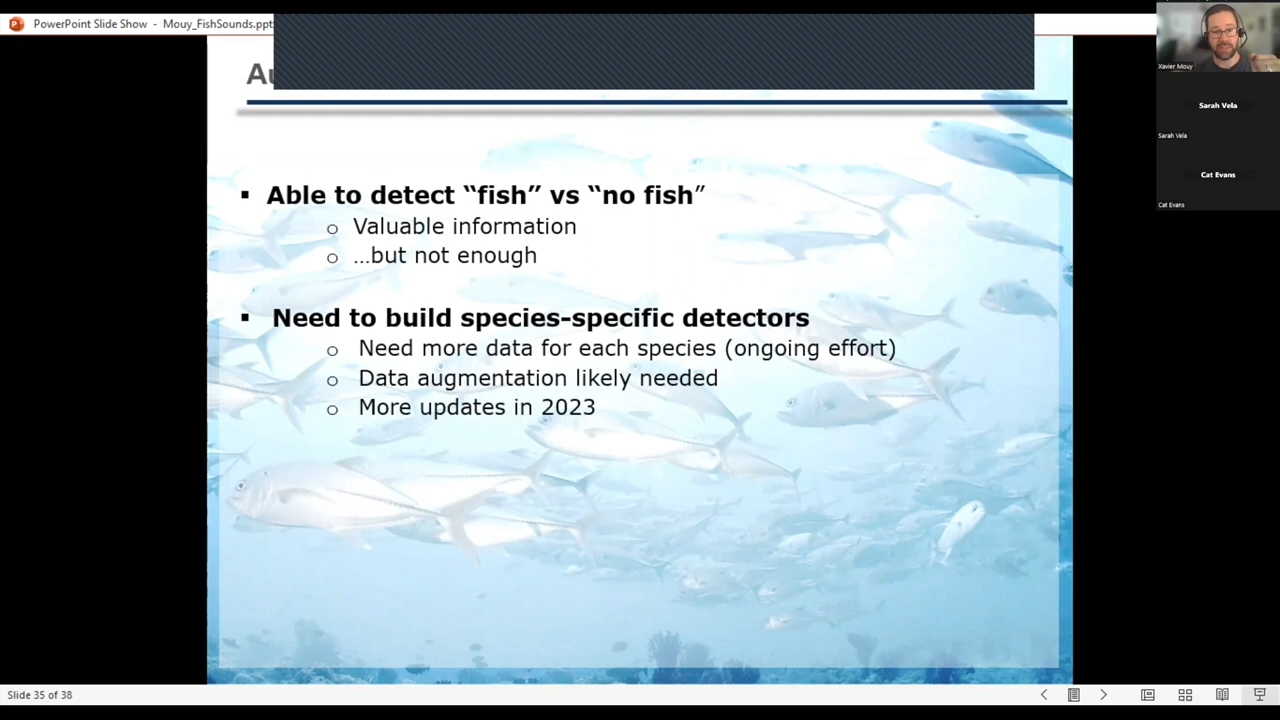 PowerPoint Slide Show - Mouy_FishSounds.ppt
Xavier Mouy
Sarah Vela
Sarah Vela
Cat Evans
Cat Evans
▪ Able to detect “fish” vs “no fish”
o Valuable information
o …but not enough
▪ Need to build species-specific detectors
o Need more data for each species (ongoing effort)
o Data augmentation likely needed
o More updates in 2023
Slide 35 of 38